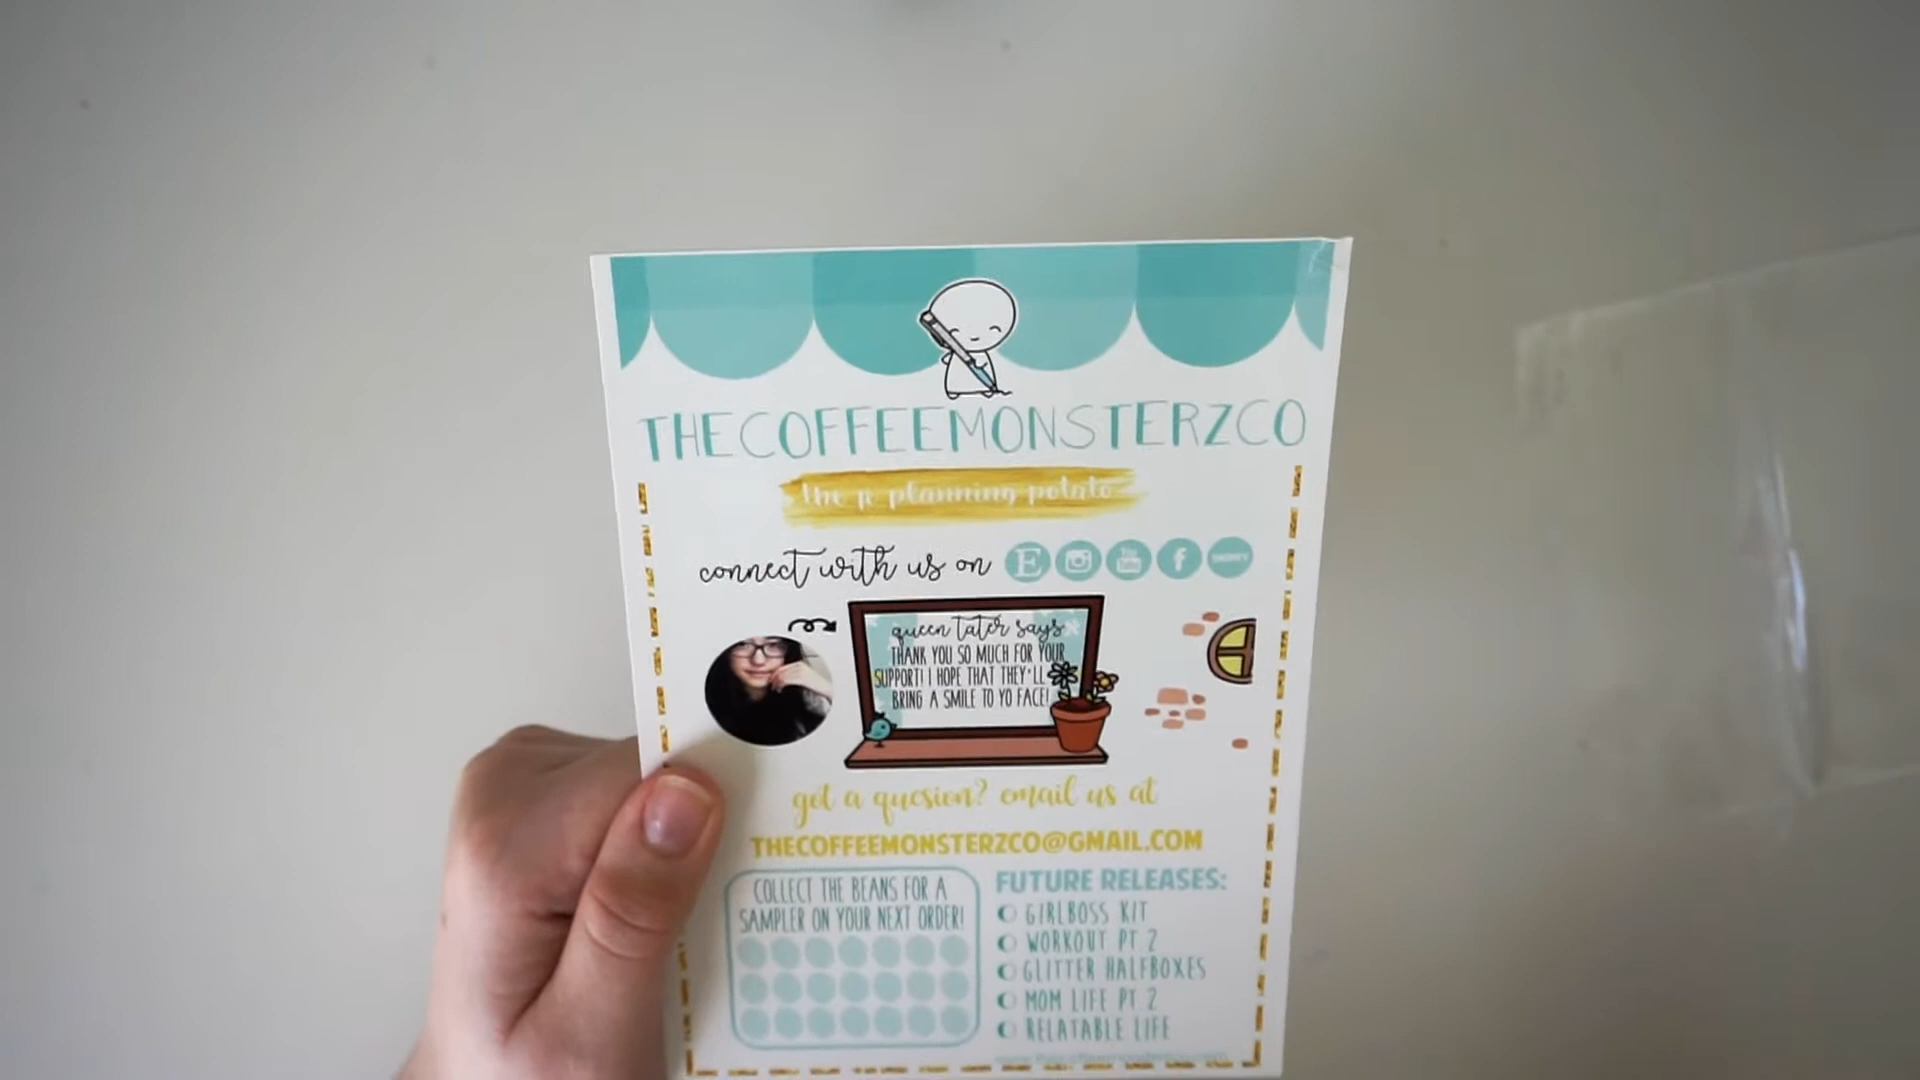 THECOFFEEMONSTERZCO
the planning potato
connect with us on E You Tube f
queen tater says
THANK YOU SO MUCH FOR YOUR
SUPPORT! I HOPE THAT THEY'LL
BRING A SMILE TO YO FACE!
got a quesion? email us at
THECOFFEEMONSTERZCO@GMAIL.COM
COLLECT THE BEANS FOR A
SAMPLER ON YOUR NEXT ORDER!
FUTURE RELEASES:
GIRLBOSS KIT
WORKOUT PT 2
GLITTER HALFBOXES
MOM LIFE PT 2
RELATABLE LIFE